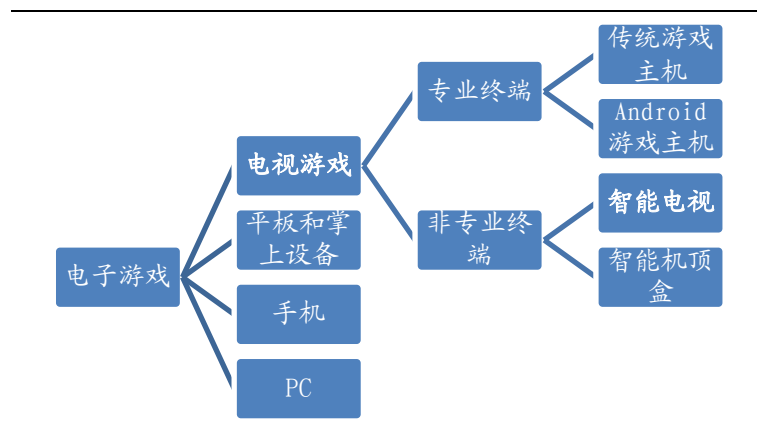 传统游戏
主机
专业终端
Android
游戏主机
电视游戏
智能电视
平板和掌
上设备
非专业终
端
电子游戏
智能机顶
盒
手机
PC